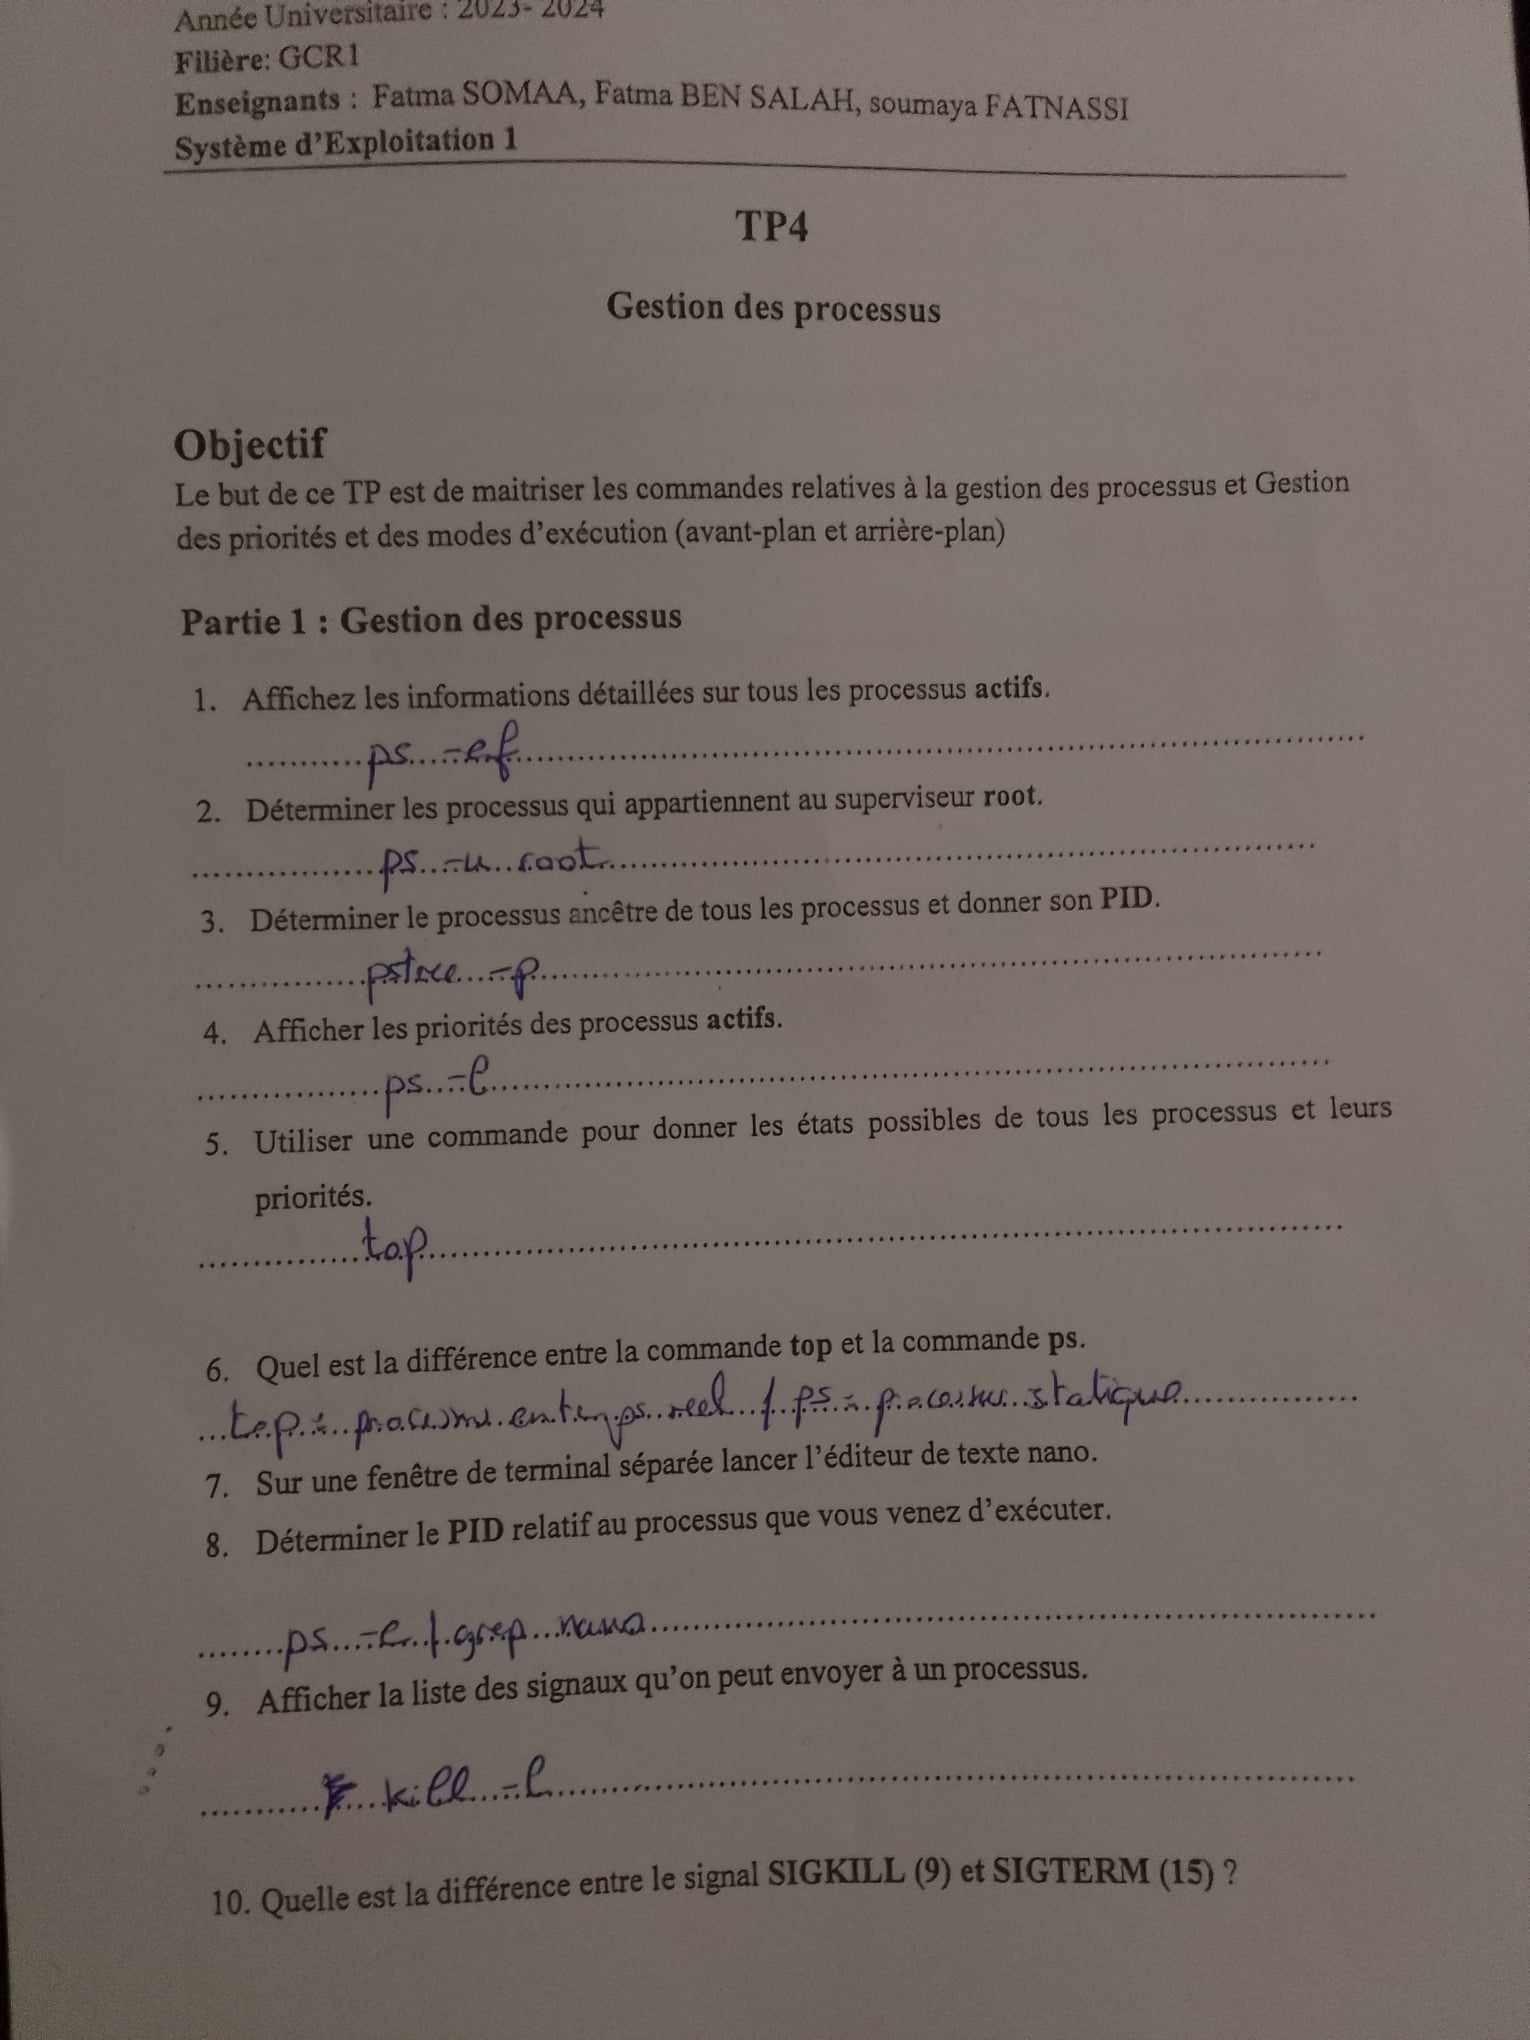 Année Universitaire : 2023- 2024
Filière: GCR1
Enseignants : Fatma SOMAA, Fatma BEN SALAH, soumaya FATNASSI
Système d'Exploitation 1
TP4
Gestion des processus
Objectif
Le but de ce TP est de maitriser les commandes relatives à la gestion des processus et Gestion
des priorités et des modes d'exécution (avant-plan et arrière-plan)
Partie 1 : Gestion des processus
1. Affichez les informations détaillées sur tous les processus actifs.
ps -ef
2. Déterminer les processus qui appartiennent au superviseur root.
ps -u root
3. Déterminer le processus ancêtre de tous les processus et donner son PID.
pstree -p
4. Afficher les priorités des processus actifs.
ps -l
5. Utiliser une commande pour donner les états possibles de tous les processus et leurs
priorités.
top
6. Quel est la différence entre la commande top et la commande ps.
top : processus en temps reel / ps : processus statique
7. Sur une fenêtre de terminal séparée lancer l'éditeur de texte nano.
8. Déterminer le PID relatif au processus que vous venez d'exécuter.
ps -e | grep nano
9. Afficher la liste des signaux qu'on peut envoyer à un processus.
kill -l
10. Quelle est la différence entre le signal SIGKILL (9) et SIGTERM (15) ?